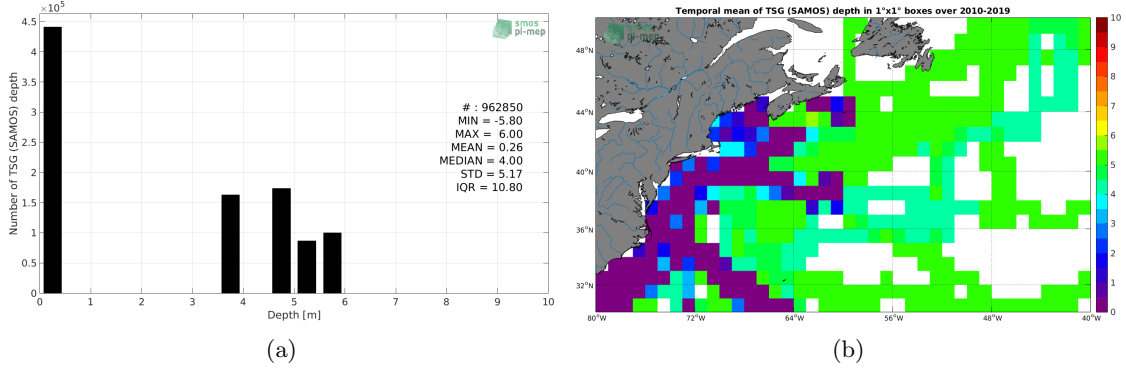 ×10⁵
4.5
4
3.5
3
2.5
2
1.5
1
0.5
0
Number of TSG (SAMOS) depth
smos
pi-mep
# : 962850
MIN = -5.80
MAX = 6.00
MEAN = 0.26
MEDIAN = 4.00
STD = 5.17
IQR = 10.80
0 1 2 3 4 5 6 7 8 9 10
Depth [m]
(a)
Temporal mean of TSG (SAMOS) depth in 1°x1° boxes over 2010-2019
smos
pi-mep
48°N
44°N
40°N
36°N
32°N
80°W 72°W 64°W 56°W 48°W 40°W
10
9
8
7
6
5
4
3
2
1
0
(b)